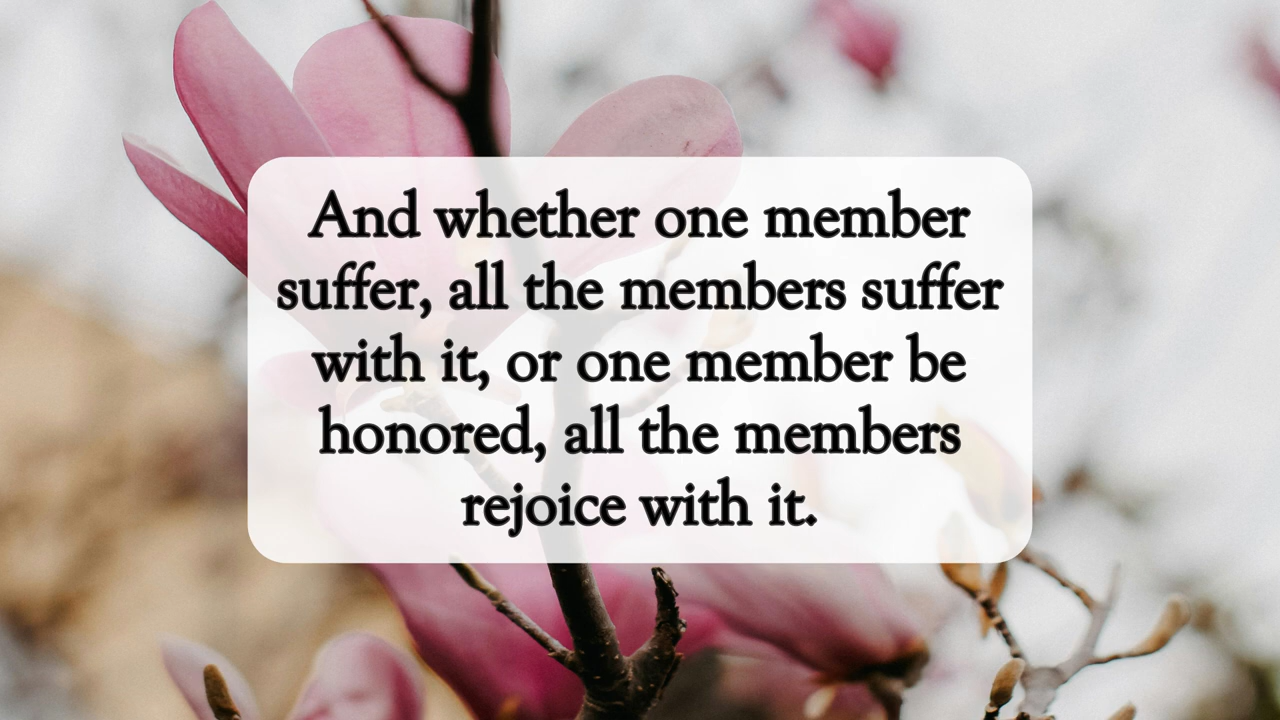 And whether one member
suffer, all the members suffer
with it, or one member be
honored, all the members
rejoice with it.